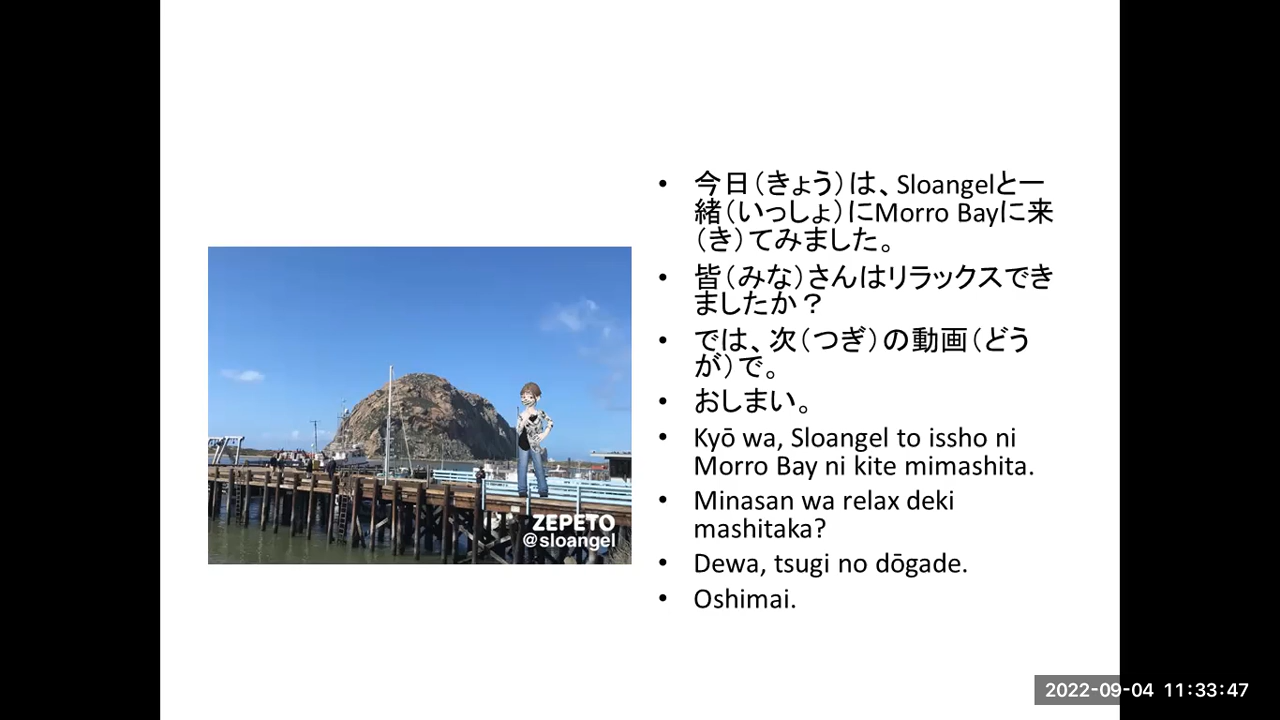 • 今日（きょう）は、Sloangelと一
緒（いっしょ）にMorro Bayに来
（き）てみました。
• 皆（みな）さんはリラックスでき
ましたか？
• では、次（つぎ）の動画（どう
が）で。
• おしまい。
• Kyō wa, Sloangel to issho ni
Morro Bay ni kite mimashita.
• Minasan wa relax deki
mashitaka?
• Dewa, tsugi no dōgade.
• Oshimai.
ZEPETO
@sloangel
2022-09-04 11:33:47